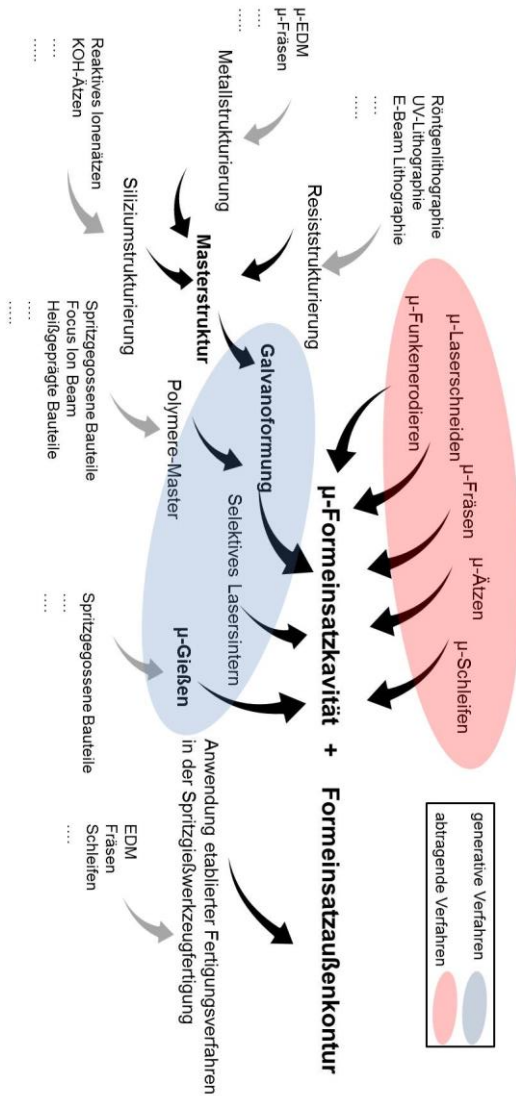 Röntgenlithographie
UV-Lithographie
E-Beam Lithographie
....
.....
µ-Laserschneiden
µ-Fräsen
µ-Ätzen
µ-Schleifen
µ-Funkenerodieren
generative Verfahren
abtragende Verfahren
µ-EDM
µ-Fräsen
....
.....
Resiststrukturierung
µ-Formeinsatzkavität + Formeinsatzaußenkontur
Metallstrukturierung
Masterstruktur
Galvanoformung
Selektives Lasersintern
Siliziumstrukturierung
Polymere-Master
µ-Gießen
Anwendung etablierter Fertigungsverfahren
in der Spritzgießwerkzeugfertigung
Reaktives Ionenätzen
KOH-Ätzen
....
.....
Spritzgegossene Bauteile
Focus Ion Beam
Heißgeprägte Bauteile
....
.....
Spritzgegossene Bauteile
....
.....
EDM
Fräsen
Schleifen
....